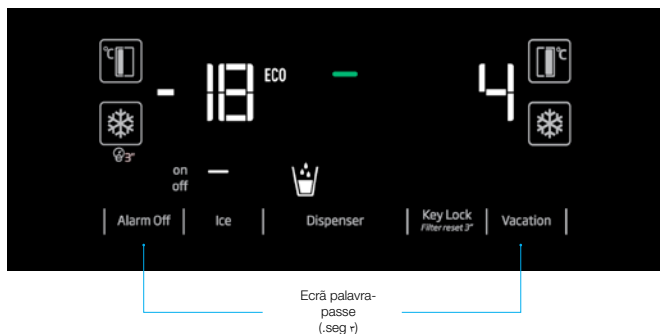 °C °C
- 18 ECO 4
3"
on
off
Alarm Off Ice Dispenser Key Lock Vacation
Filter reset 3"
Ecrã palavra-
passe
(.seg ٣)